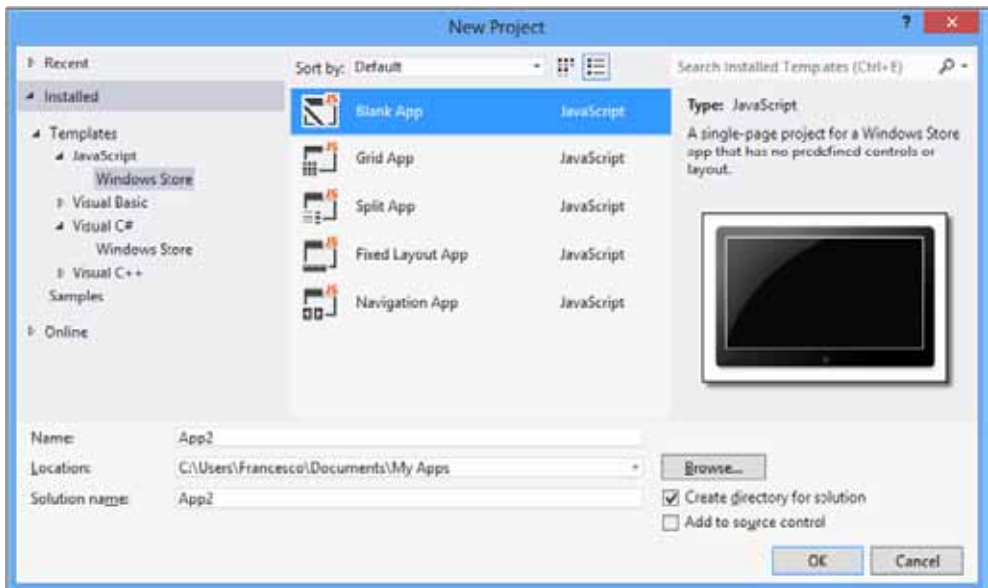 New Project
?
Recent
Installed
Templates
JavaScript
Windows Store
Visual Basic
Visual C#
Windows Store
Visual C++
Samples
Online
Sort by: Default
Blank App JavaScript
Grid App JavaScript
Split App JavaScript
Fixed Layout App JavaScript
Navigation App JavaScript
Search Installed Templates (Ctrl+E)
Type: JavaScript
A single-page project for a Windows Store
app that has no predefined controls or
layout.
Name: App2
Location: C:\Users\Francesco\Documents\My Apps
Browse...
Solution name: App2
Create directory for solution
Add to source control
OK
Cancel